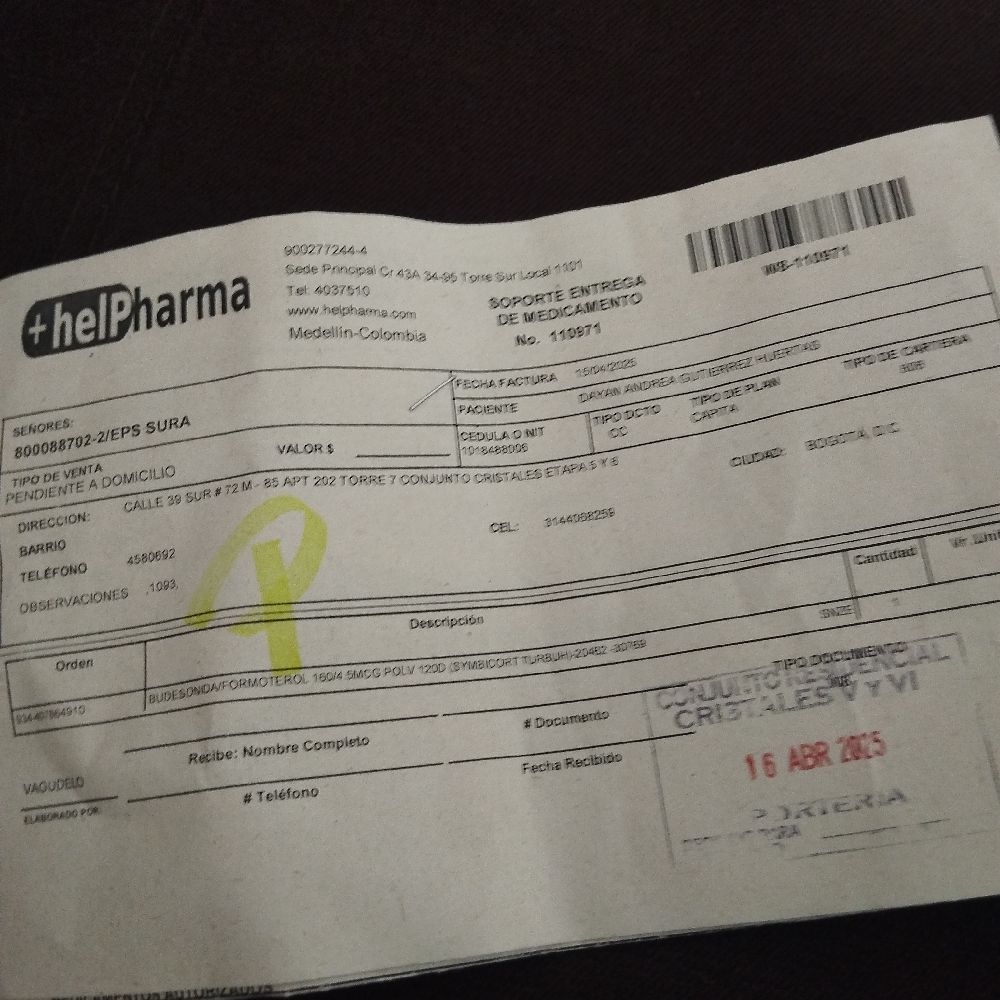 +helPharma
900277244-4
Sede Principal Cr 43A 34-95 Torre Sur Local 1101
Tel: 4037510
www.helpharma.com
Medellín-Colombia
SOPORTE ENTREGA
DE MEDICAMENTO
No. 110971
110971
SEÑORES:
800088702-2/EPS SURA
FECHA FACTURA 15/04/2025
PACIENTE DAYAN ANDREA GUTIERREZ HUERTAS
TIPO DE VENTA
PENDIENTE A DOMICILIO
VALOR $
CEDULA O NIT
TIPO DCTO
CC
TIPO DE PLAN
CAPITA
TIPO DE CARTERA
DIRECCION: CALLE 39 SUR # 72 M - 85 APT 202 TORRE 7 CONJUNTO CRISTALES ETAPA 5 Y 6
CIUDAD: BOGOTA, D.C
BARRIO
CEL:
TELÉFONO 4580692
OBSERVACIONES ,1093,
P
Orden
Descripción
Cantidad
BUDESONIDA/FORMOTEROL 160/4.5MCG POLV 120D (SYMBICORT TURBUH)-20482 -30769
TIPO DOCUMENTO
Recibe: Nombre Completo
# Documento
VAGUDELO
ELABORADO POR:
# Teléfono
Fecha Recibido
CONJUNTO RESIDENCIAL
CRISTALES V Y VI
16 ABR 2025
PORTERIA